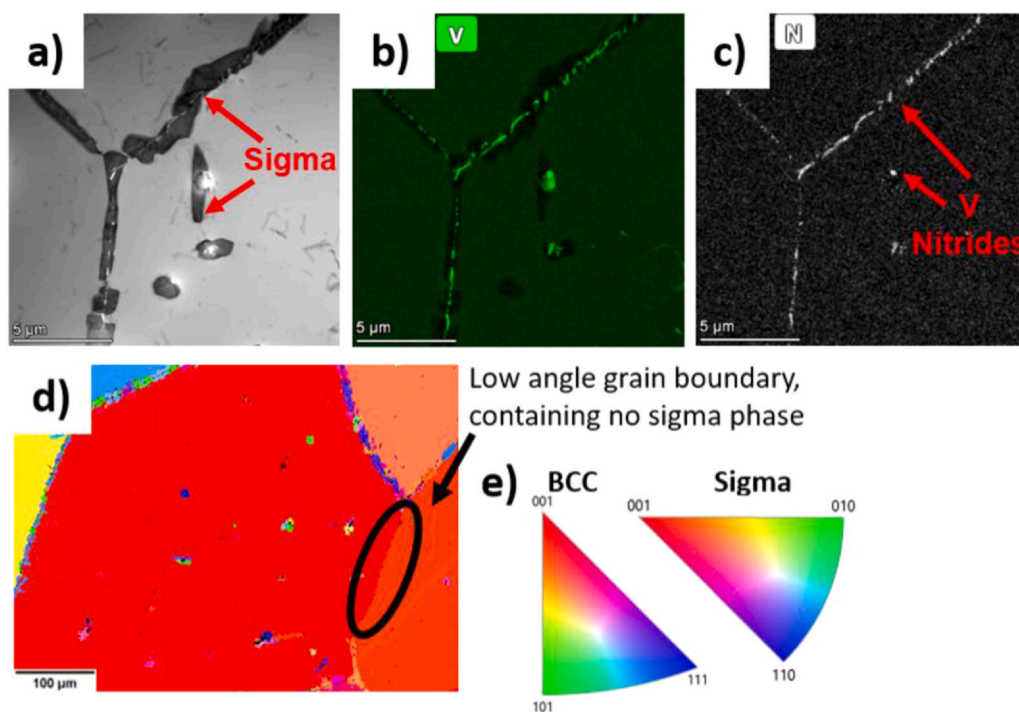 a)
Sigma
5 µm
b)
V
5 µm
c)
N
V
Nitrides
5 µm
d)
100 µm
Low angle grain boundary,
containing no sigma phase
e)
BCC
001
101
111
Sigma
001
010
110